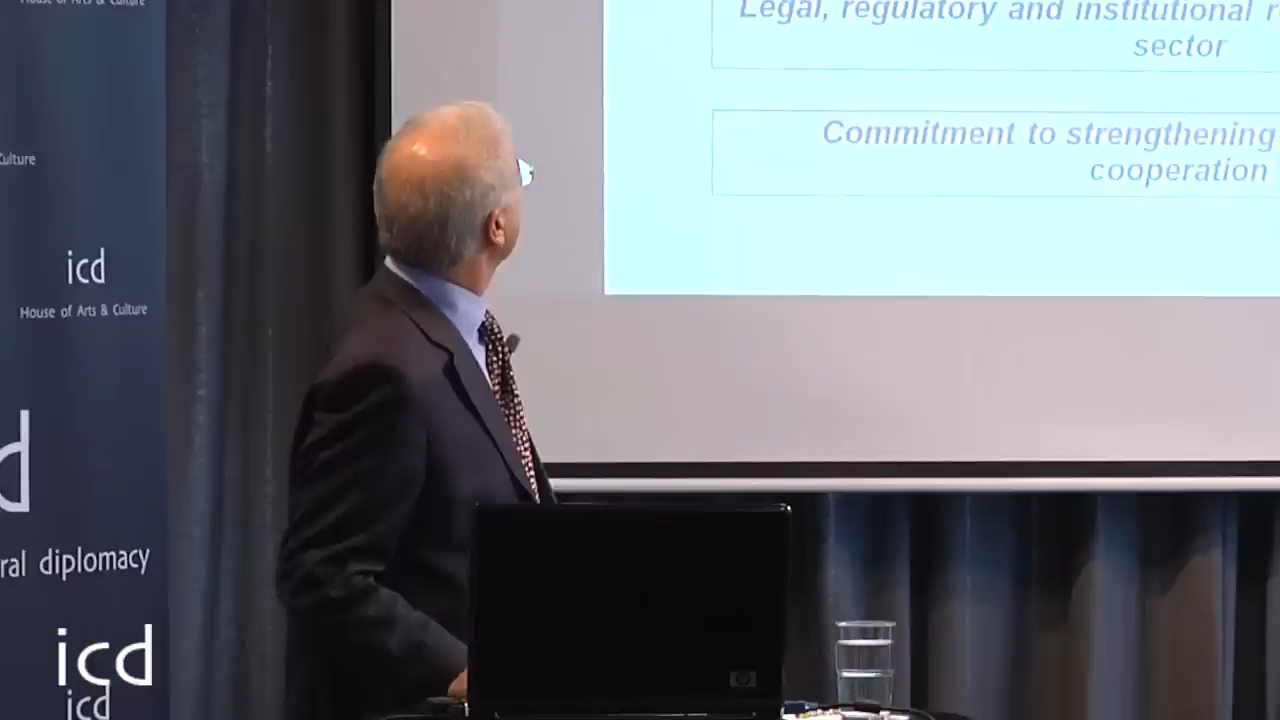 House of Arts & Culture
Culture
icd
House of Arts & Culture
d
ral diplomacy
icd
icd
Legal, regulatory and institutional r
sector
Commitment to strengthening
cooperation
hp